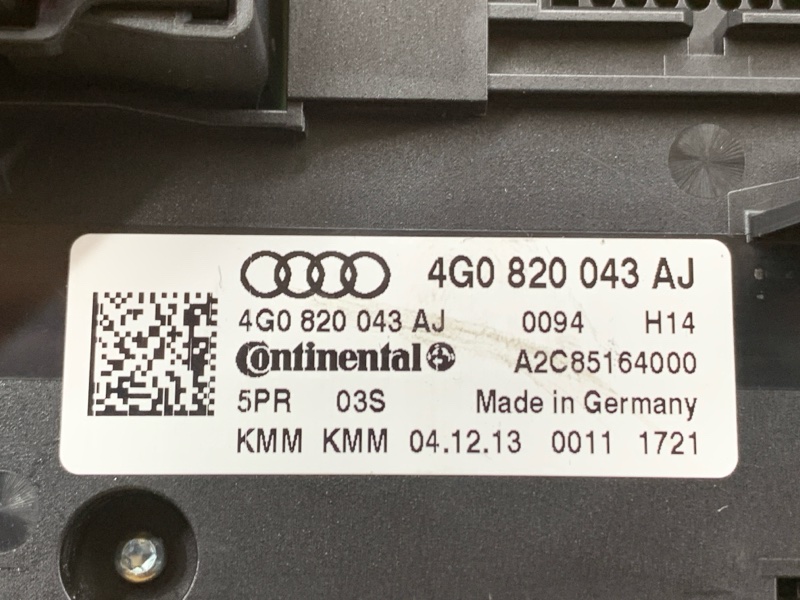 4G0 820 043 AJ
4G0 820 043 AJ 0094 H14
Continental A2C85164000
5PR 03S Made in Germany
KMM KMM 04.12.13 0011 1721